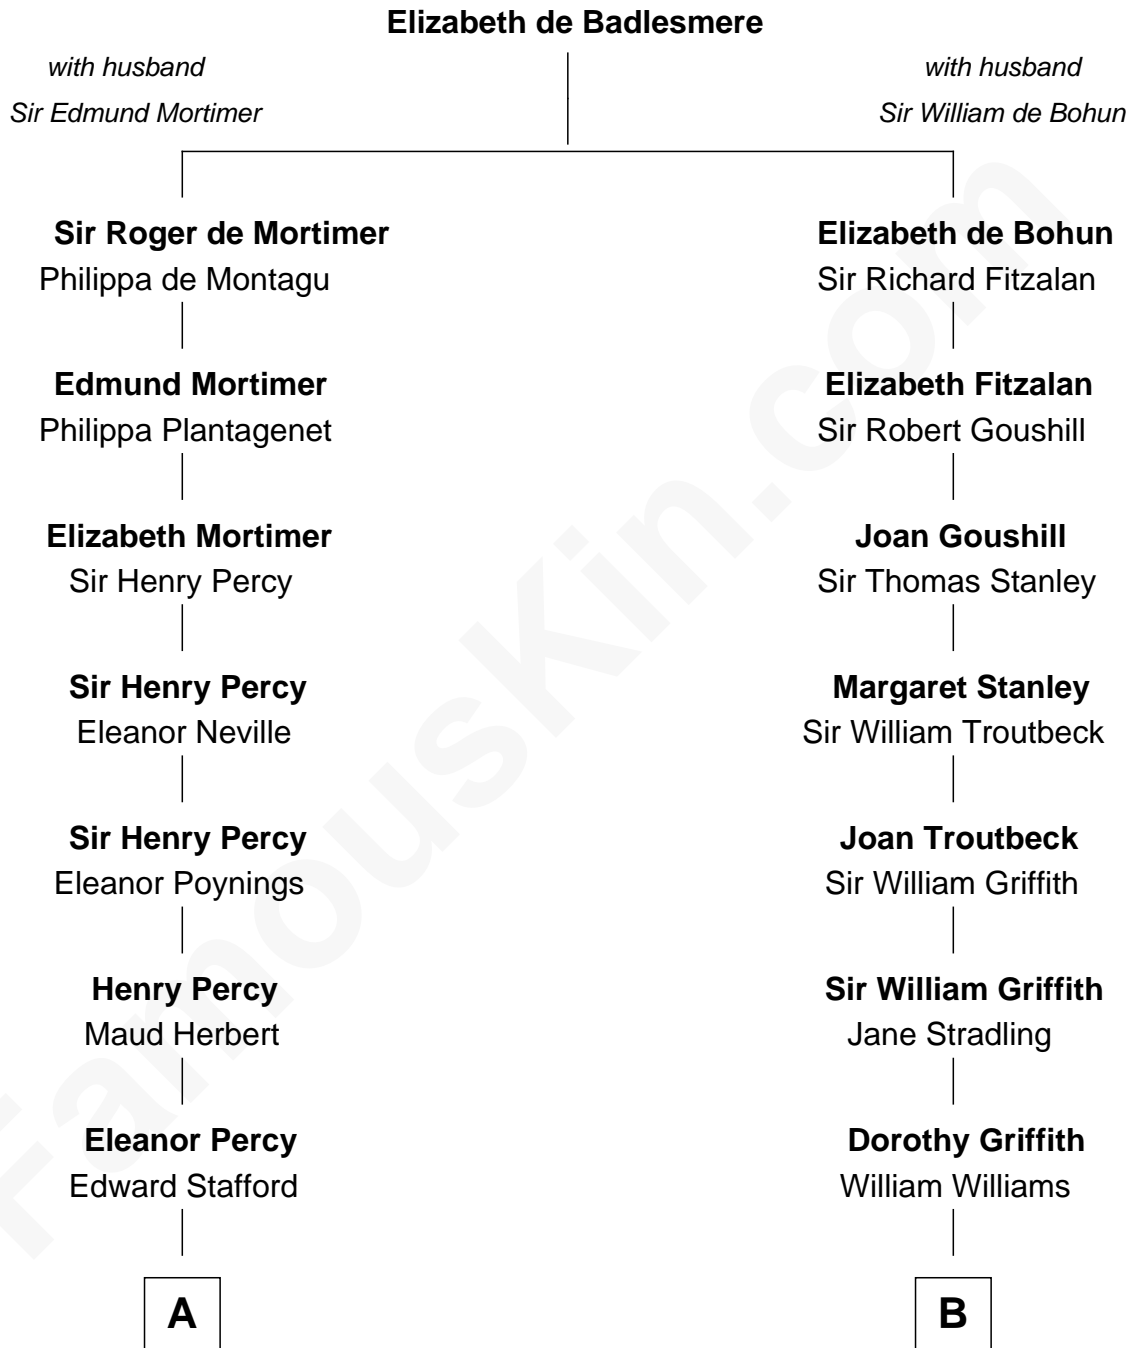 Elizabeth de Badlesmere
with husband
Sir Edmund Mortimer
with husband
Sir William de Bohun
Sir Roger de Mortimer
Philippa de Montagu
Elizabeth de Bohun
Sir Richard Fitzalan
Edmund Mortimer
Philippa Plantagenet
Elizabeth Fitzalan
Sir Robert Goushill
Elizabeth Mortimer
Sir Henry Percy
Joan Goushill
Sir Thomas Stanley
Sir Henry Percy
Eleanor Neville
Margaret Stanley
Sir William Troutbeck
Sir Henry Percy
Eleanor Poynings
Joan Troutbeck
Sir William Griffith
Henry Percy
Maud Herbert
Sir William Griffith
Jane Stradling
Eleanor Percy
Edward Stafford
Dorothy Griffith
William Williams
A
B
FamousKin.com